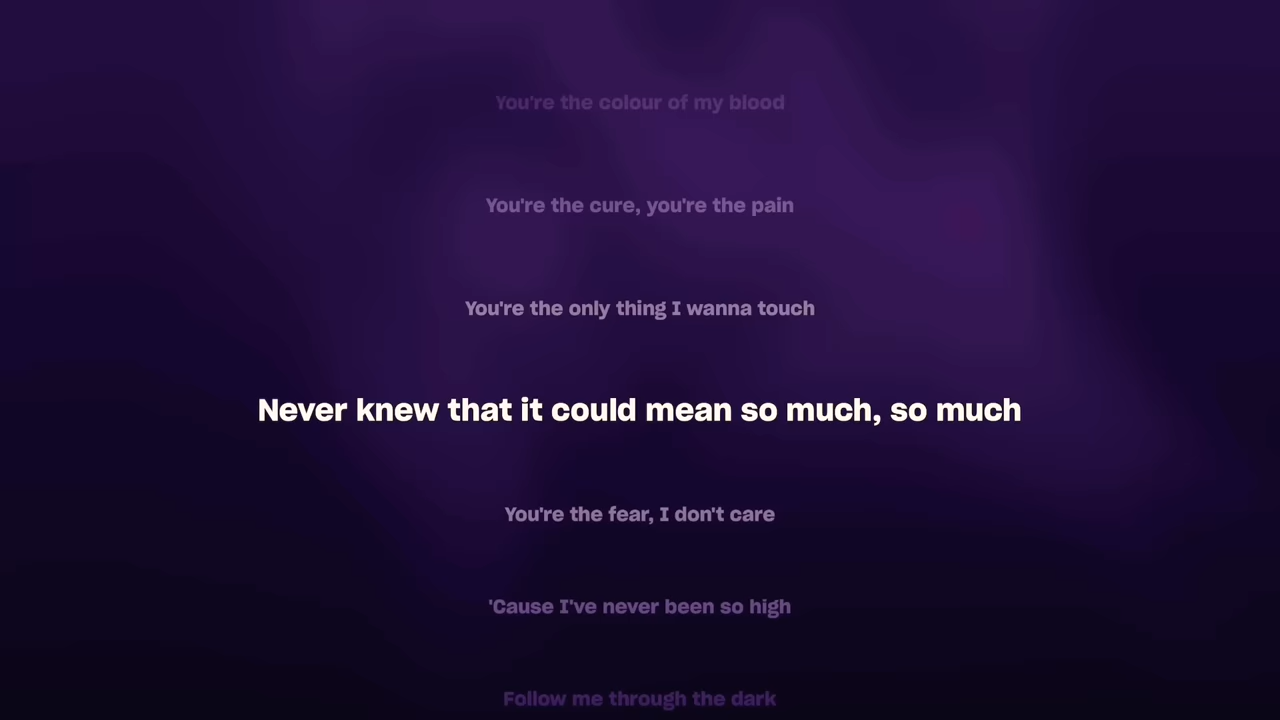 You're the colour of my blood
You're the cure, you're the pain
You're the only thing I wanna touch
Never knew that it could mean so much, so much
You're the fear, I don't care
'Cause I've never been so high
Follow me through the dark